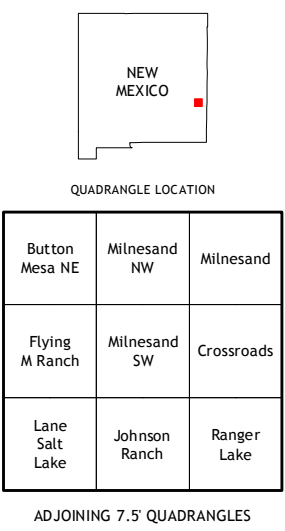 NEW
MEXICO
QUADRANGLE LOCATION
Button
Mesa NE
Milnesand
NW
Milnesand
Flying
M Ranch
Milnesand
SW
Crossroads
Lane
Salt
Lake
Johnson
Ranch
Ranger
Lake
ADJOINING 7.5' QUADRANGLES